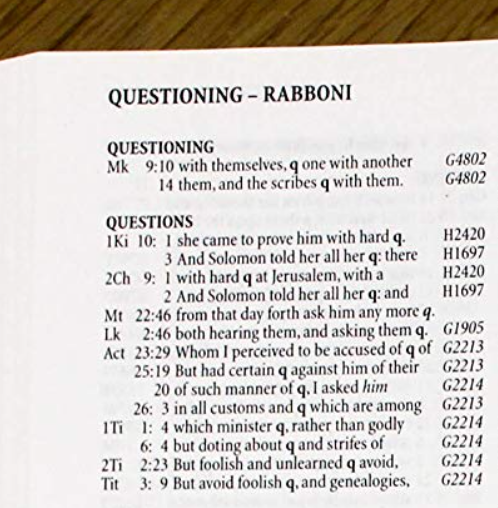 QUESTIONING – RABBONI
QUESTIONING
Mk 9:10 with themselves, q one with another G4802
14 them, and the scribes q with them. G4802
QUESTIONS
1Ki 10: 1 she came to prove him with hard q. H2420
3 And Solomon told her all her q: there H1697
2Ch 9: 1 with hard q at Jerusalem, with a H2420
2 And Solomon told her all her q: and H1697
Mt 22:46 from that day forth ask him any more q.
Lk 2:46 both hearing them, and asking them q. G1905
Act 23:29 Whom I perceived to be accused of q of G2213
25:19 But had certain q against him of their G2213
20 of such manner of q, I asked him G2214
26: 3 in all customs and q which are among G2213
1Ti 1: 4 which minister q, rather than godly G2214
6: 4 but doting about q and strifes of G2214
2Ti 2:23 But foolish and unlearned q avoid, G2214
Tit 3: 9 But avoid foolish q, and genealogies, G2214